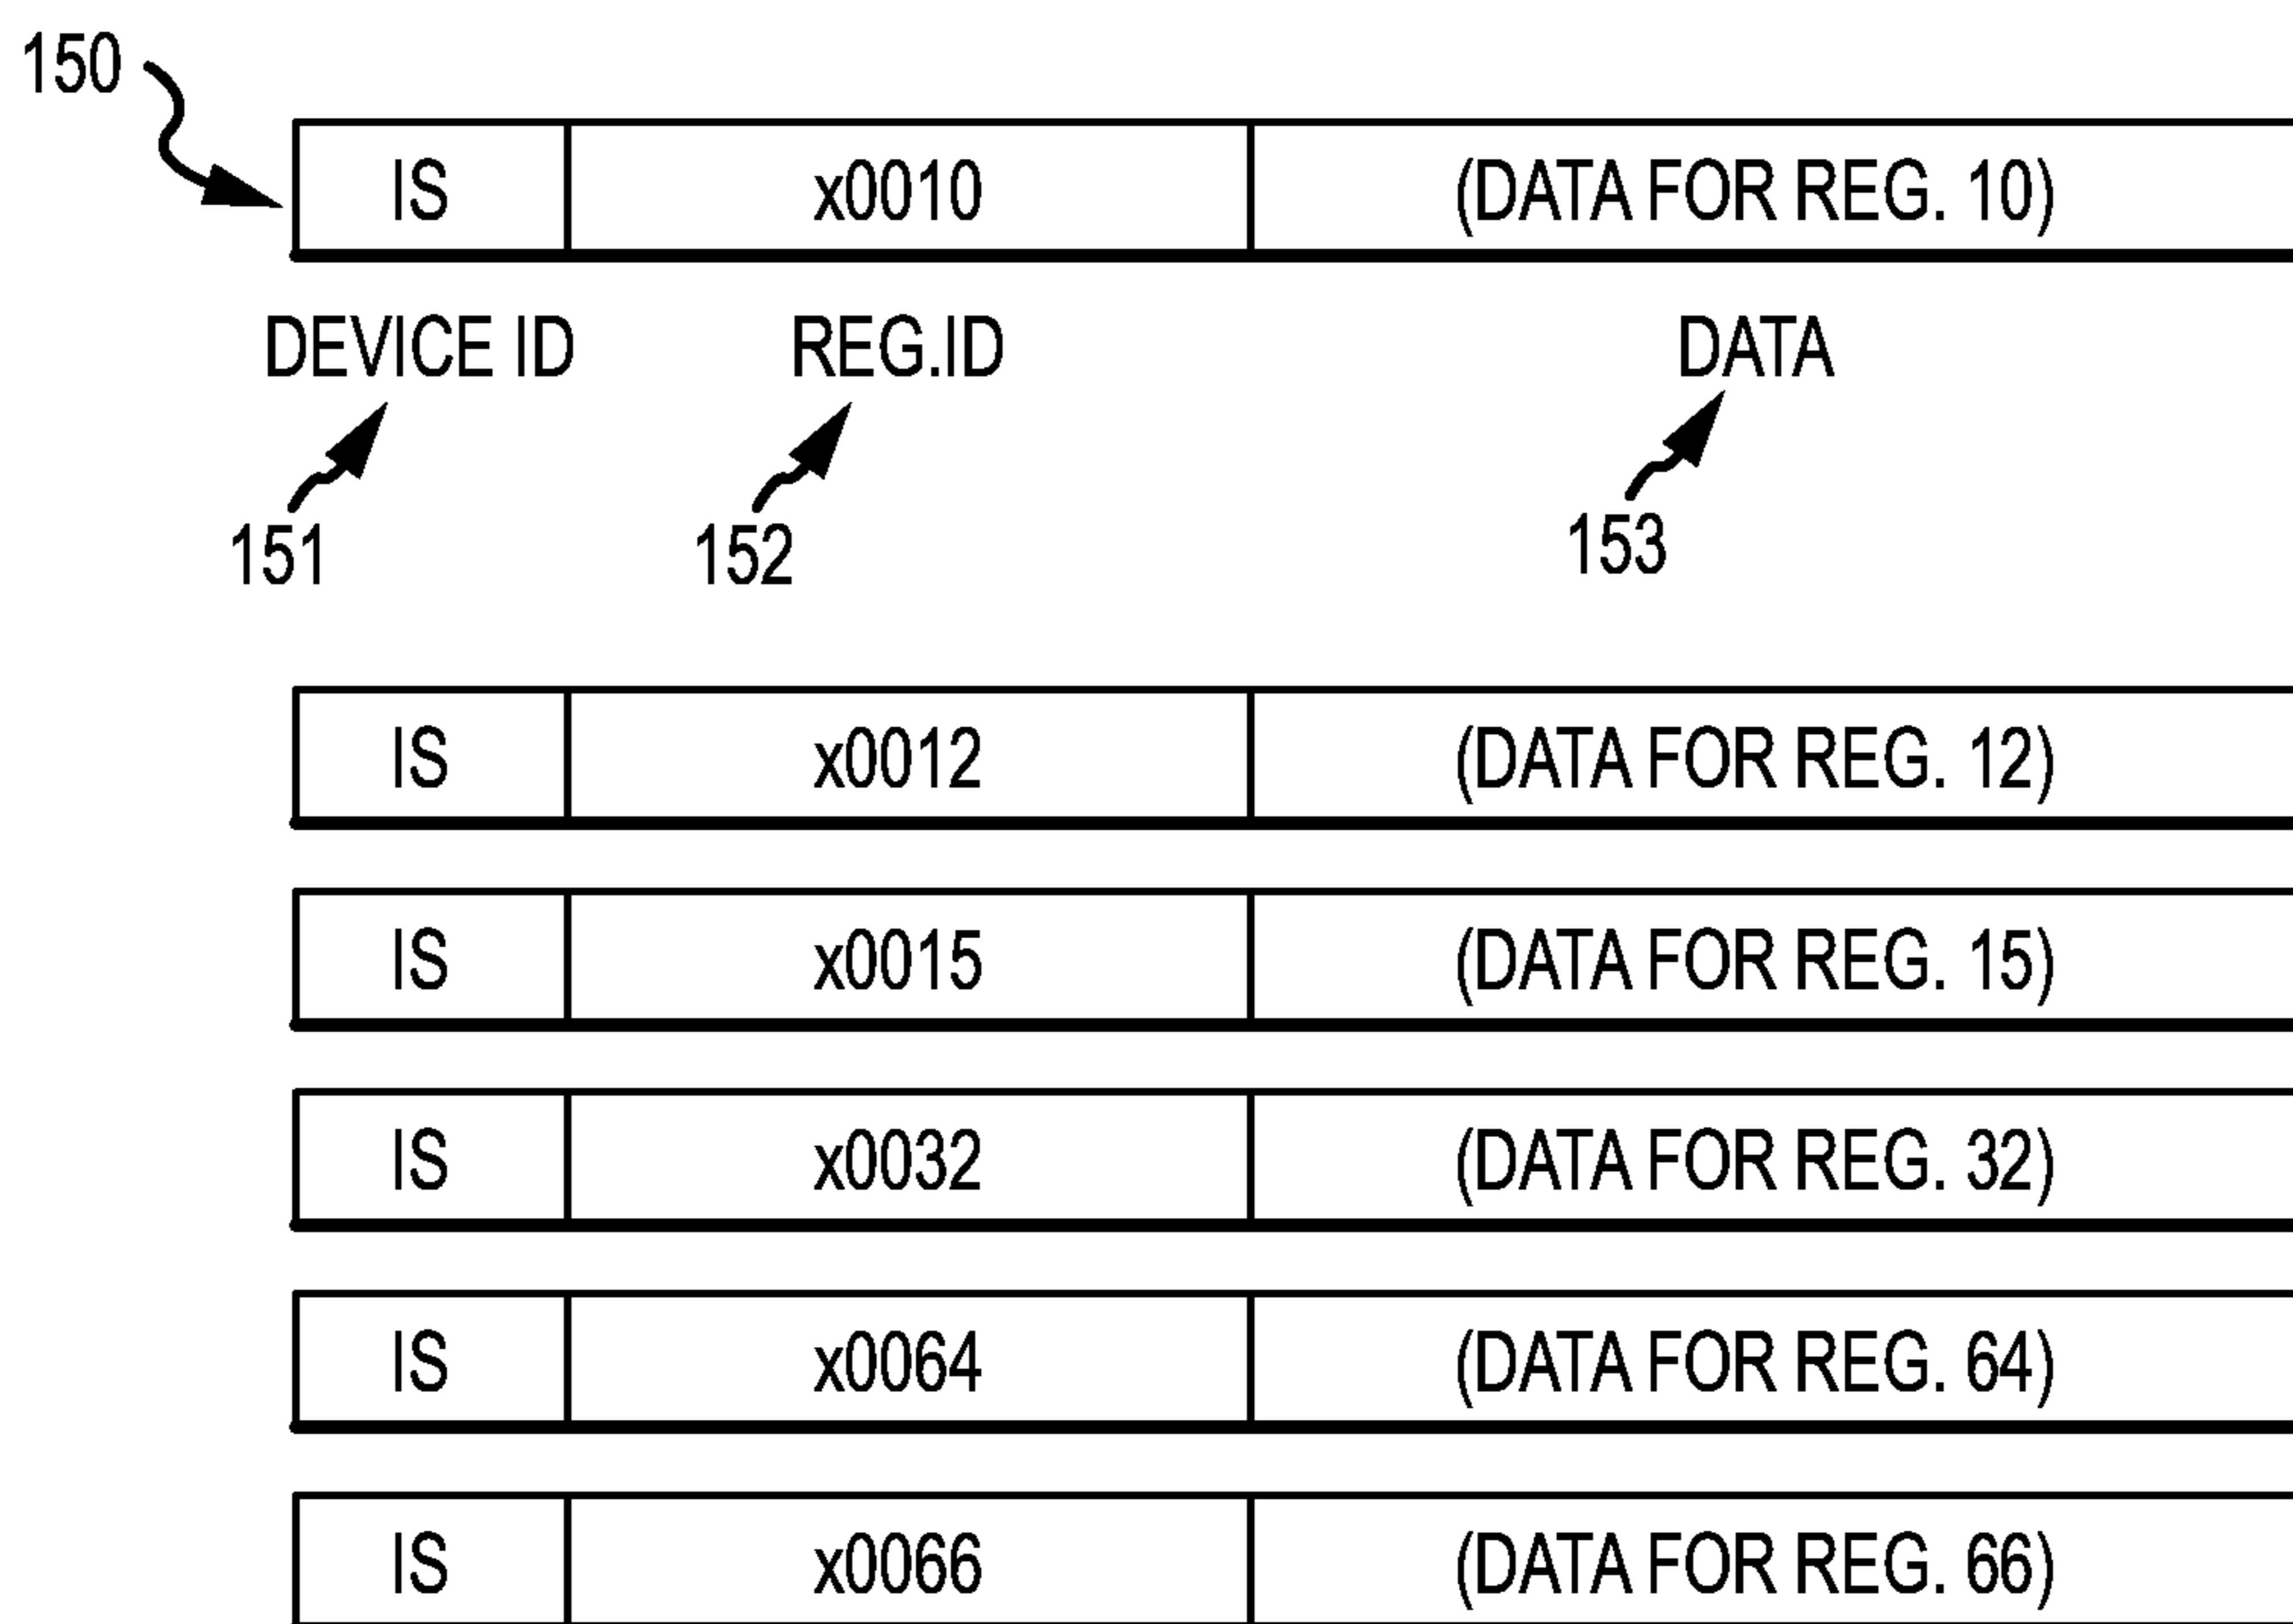 150
IS x0010 (DATA FOR REG. 10)
DEVICE ID REG.ID DATA
151 152 153
IS x0012 (DATA FOR REG. 12)
IS x0015 (DATA FOR REG. 15)
IS x0032 (DATA FOR REG. 32)
IS x0064 (DATA FOR REG. 64)
IS x0066 (DATA FOR REG. 66)